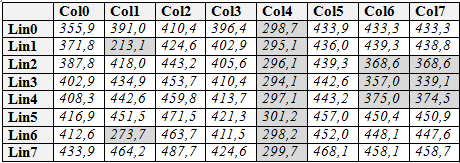 Col0 Col1 Col2 Col3 Col4 Col5 Col6 Col7
Lin0 355,9 391,0 410,4 396,4 298,7 433,9 433,3 433,3
Lin1 371,8 213,1 424,6 402,9 295,1 436,0 439,3 438,8
Lin2 387,8 418,0 443,2 405,6 296,1 439,3 368,6 368,6
Lin3 402,9 434,9 453,7 410,4 294,1 442,6 357,0 339,1
Lin4 408,3 442,6 459,8 413,7 297,1 443,2 375,0 374,5
Lin5 416,9 451,5 471,5 421,3 301,2 457,0 450,4 450,9
Lin6 412,6 273,7 463,7 411,5 298,2 452,0 448,1 447,6
Lin7 433,9 464,2 487,7 424,6 299,7 468,1 458,1 458,7